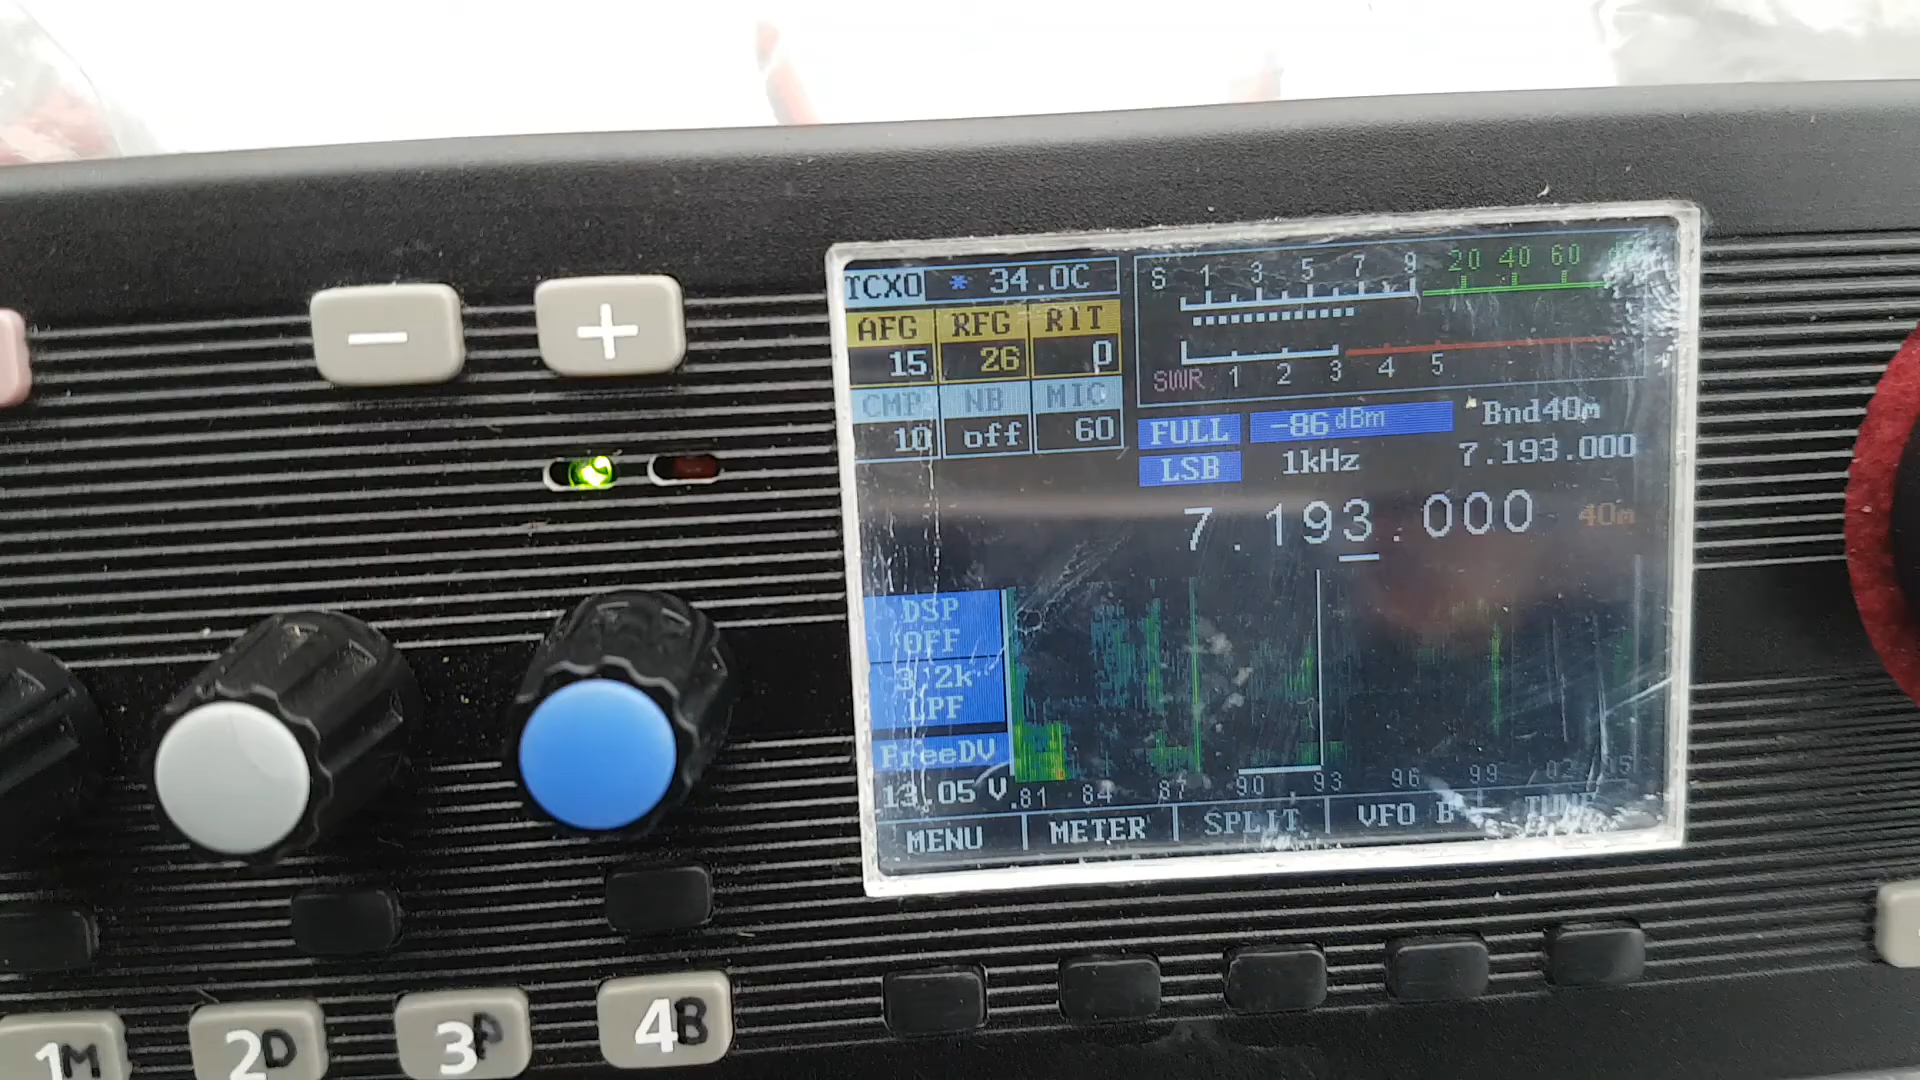 − +
TCXO * 34.0C
S 1 3 5 7 9 20 40 60
AFG RFG RIT
15 26 0
SWR 1 2 3 4 5
CMP NB MIC
10 off 60
FULL -86 dBm Bnd40m
LSB 1kHz 7.193.000
7.193.000 40m
DSP
OFF
3.2k
LPF
FreeDV
13.05 V
.81 84 87 90 93 96 99 02
MENU METER SPLIT VFO B TUNE
1M 2D 3P 4B